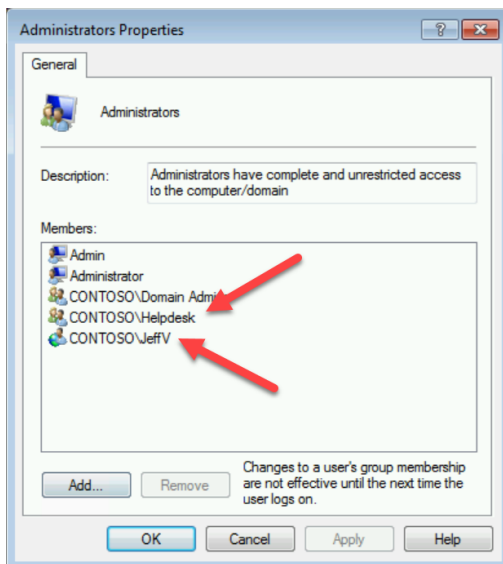 Administrators Properties
General
Administrators
Description:
Administrators have complete and unrestricted access
to the computer/domain
Members:
Admin
Administrator
CONTOSO\Domain Admi
CONTOSO\Helpdesk
CONTOSO\JeffV
Add...
Remove
Changes to a user's group membership
are not effective until the next time the
user logs on.
OK
Cancel
Apply
Help